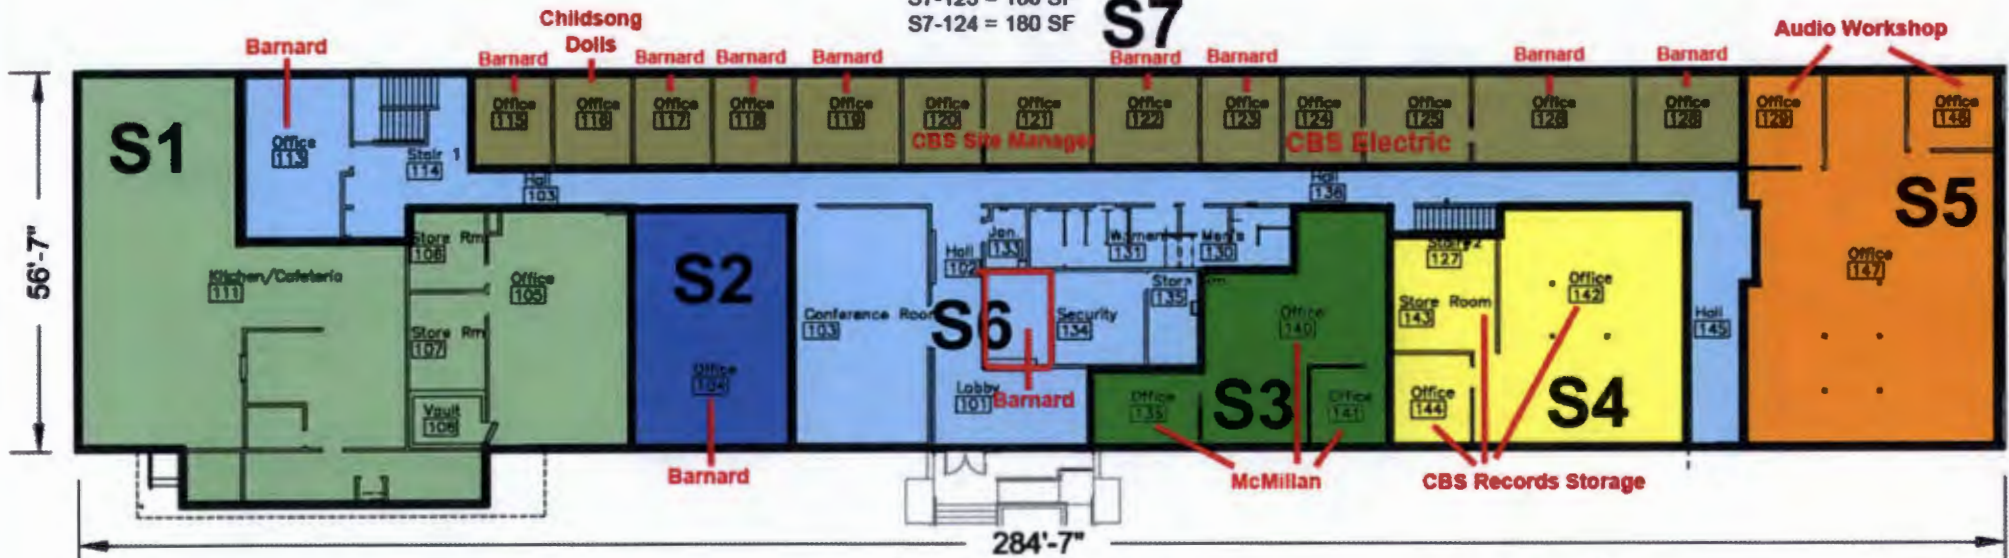 S7-124 = 180 SF
S7
Childsong
Dolls
Barnard
Barnard
Barnard
Barnard
Barnard
Barnard
Barnard
Barnard
Barnard
Audio Workshop
Office
115
Office
116
Office
117
Office
118
Office
119
Office
120
Office
121
Office
122
Office
123
Office
124
Office
125
Office
126
Office
128
Office
129
Office
146
CBS Site Manager
CBS Electric
S1
Office
113
Stair 1
114
Hall
103
Hall
136
S5
56'-7"
Store Rm
106
Office
105
S2
Hall
102
Jan.
133
Women
131
Men's
130
Stair 2
127
Kitchen/Cafeteria
111
Store Rm
135
Office
142
Office
147
Conference Room
103
S6
Security
134
Office
140
Store Room
143
Hall
145
Store Rm
107
Office
104
Lobby
101
Barnard
Office
139
S3
Office
141
Office
144
S4
Vault
108
Barnard
McMillan
CBS Records Storage
284'-7"